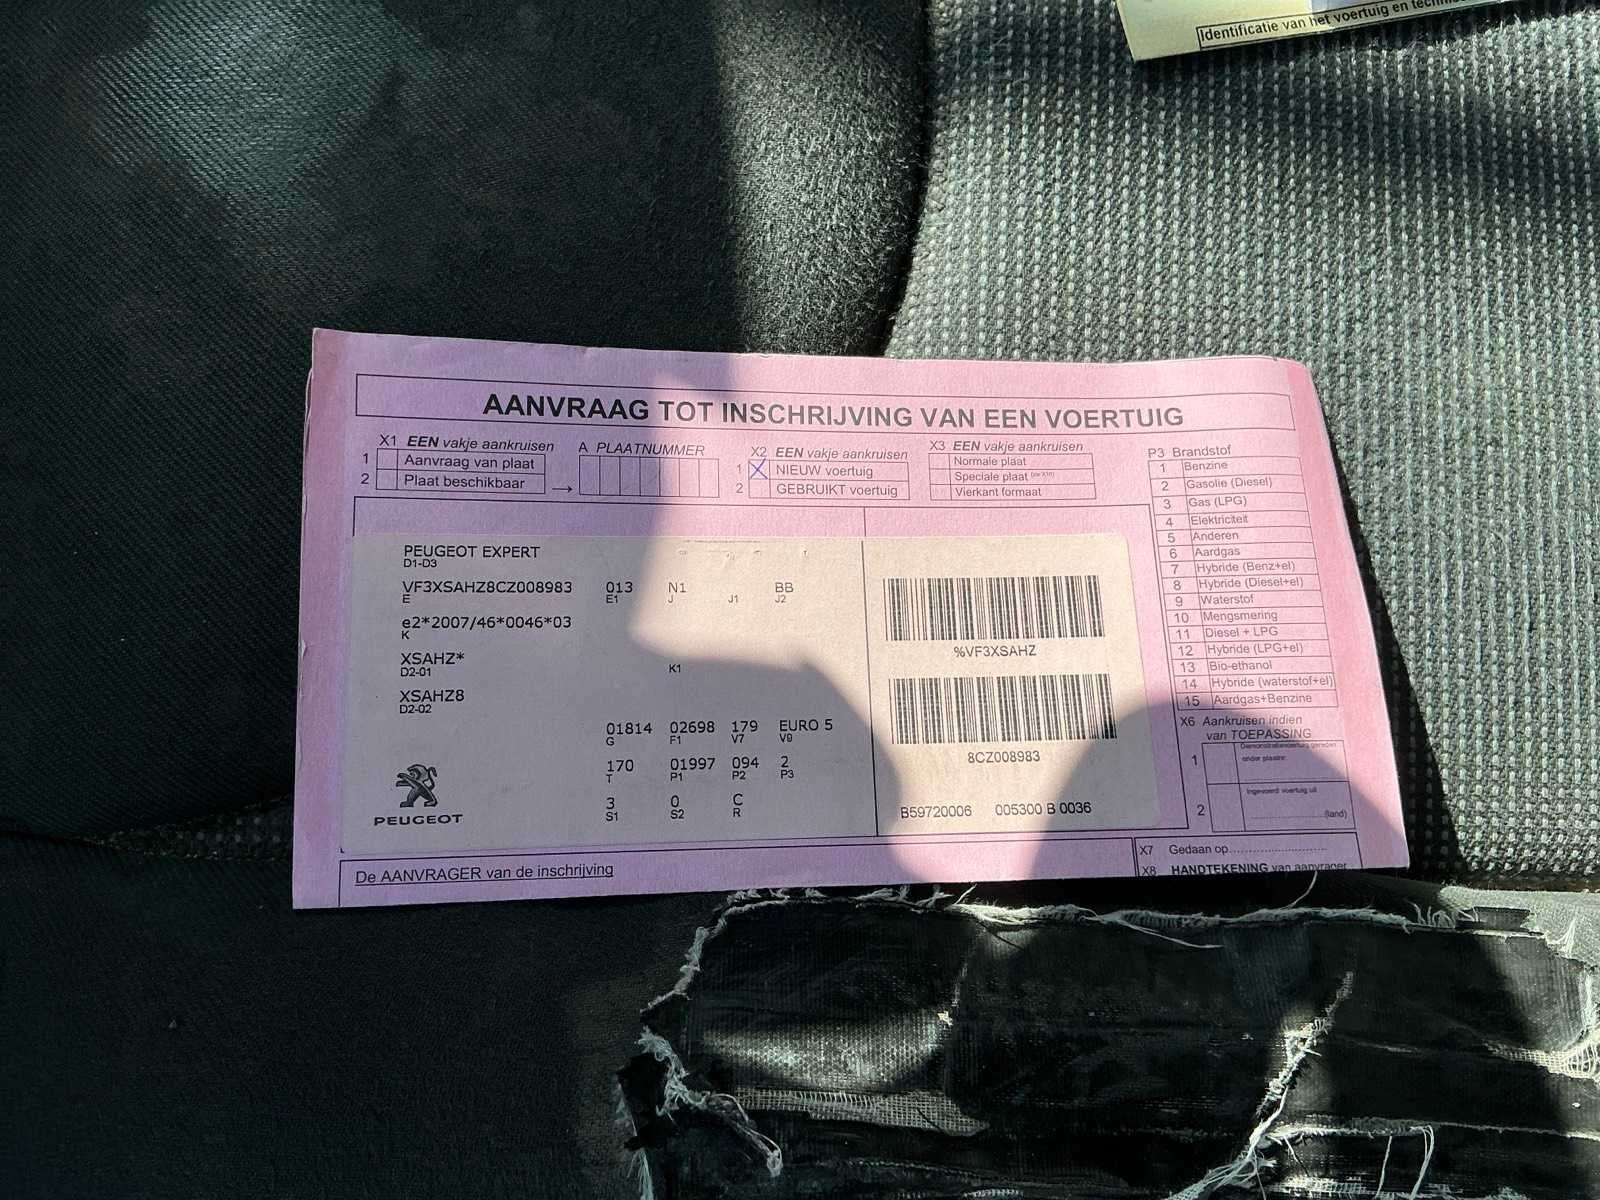 Identificatie van het voertuig en
AANVRAAG TOT INSCHRIJVING VAN EEN VOERTUIG
X1 EEN vakje aankruisen
1 Aanvraag van plaat
2 Plaat beschikbaar →
A PLAATNUMMER
X2 EEN vakje aankruisen
1 X NIEUW voertuig
2 GEBRUIKT voertuig
X3 EEN vakje aankruisen
Normale plaat
Speciale plaat
Vierkant formaat
P3 Brandstof
1 Benzine
2 Gasolie (Diesel)
3 Gas (LPG)
4 Elektriciteit
5 Anderen
6 Aardgas
7 Hybride (Benz+el)
8 Hybride (Diesel+el)
9 Waterstof
10 Mengsmering
11 Diesel + LPG
12 Hybride (LPG+el)
13 Bio-ethanol
14 Hybride (waterstof+el)
15 Aardgas+Benzine
PEUGEOT EXPERT
D1-D3
VF3XSAHZ8CZ008983 013 N1 BB
E E1 J J1 J2
e2*2007/46*0046*03
K
XSAHZ*
D2-01 K1
XSAHZ8
D2-02
01814 02698 179 EURO 5
G F1 V7 V9
170 01997 094 2
T P1 P2 P3
3 0 C
S1 S2 R
PEUGEOT
%VF3XSAHZ
8CZ008983
B59720006 005300 B 0036
X6 Aankruisen indien
van TOEPASSING
1 Demonstratievoertuig gereden
onder plaatnr.
2 Ingevoerd voertuig uit
(land)
De AANVRAGER van de inschrijving
X7 Gedaan op
X8 HANDTEKENING van aanvrager